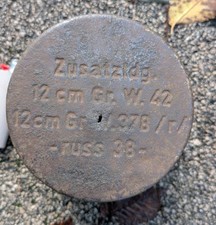 Zusatzldg.
12 cm Gr. W. 42
12cm Gr. W. 378 /r/
-russ 38-